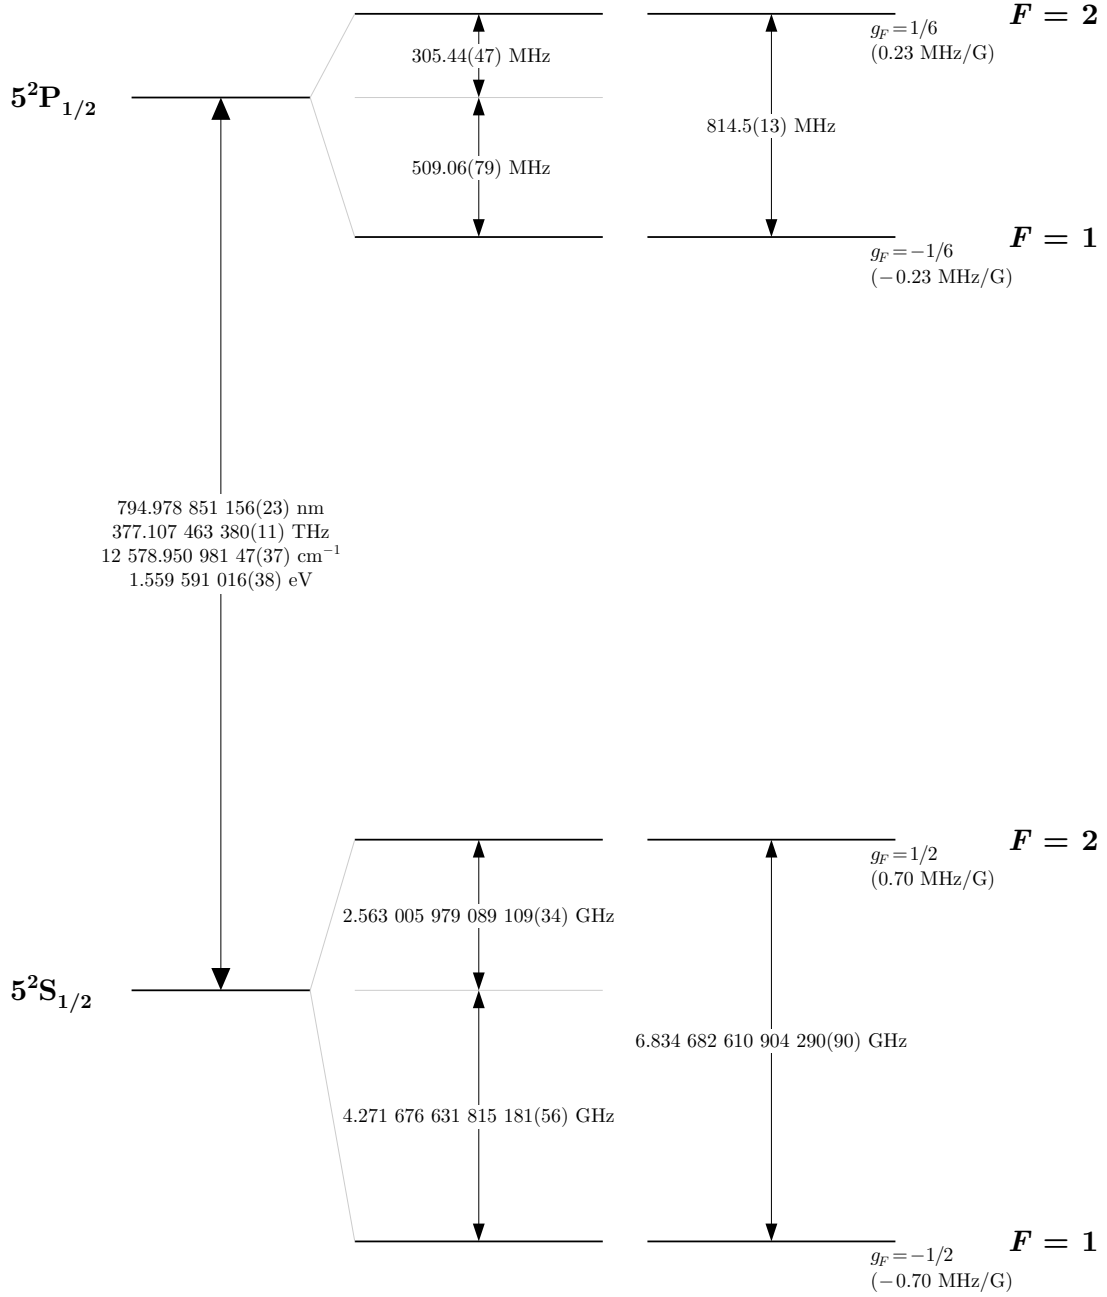 F = 2
g_F = 1/6
(0.23 MHz/G)
305.44(47) MHz
5²P₁/₂
814.5(13) MHz
509.06(79) MHz
F = 1
g_F = −1/6
(−0.23 MHz/G)
794.978 851 156(23) nm
377.107 463 380(11) THz
12 578.950 981 47(37) cm⁻¹
1.559 591 016(38) eV
F = 2
g_F = 1/2
(0.70 MHz/G)
2.563 005 979 089 109(34) GHz
5²S₁/₂
6.834 682 610 904 290(90) GHz
4.271 676 631 815 181(56) GHz
F = 1
g_F = −1/2
(−0.70 MHz/G)